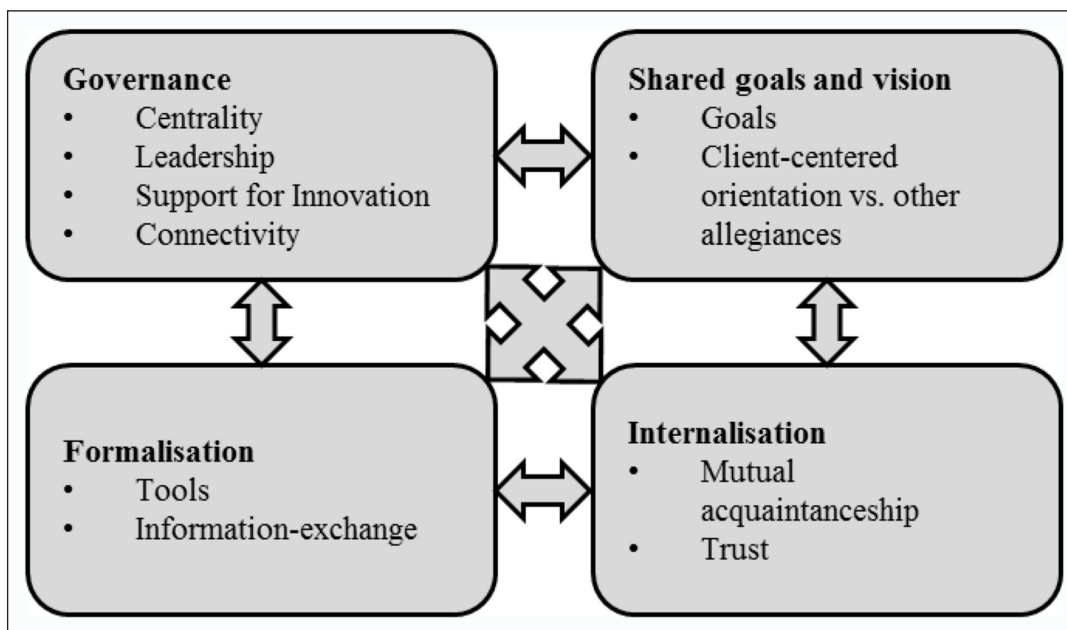 Governance
• Centrality
• Leadership
• Support for Innovation
• Connectivity
Shared goals and vision
• Goals
• Client-centered
orientation vs. other
allegiances
Formalisation
• Tools
• Information-exchange
Internalisation
• Mutual
acquaintanceship
• Trust